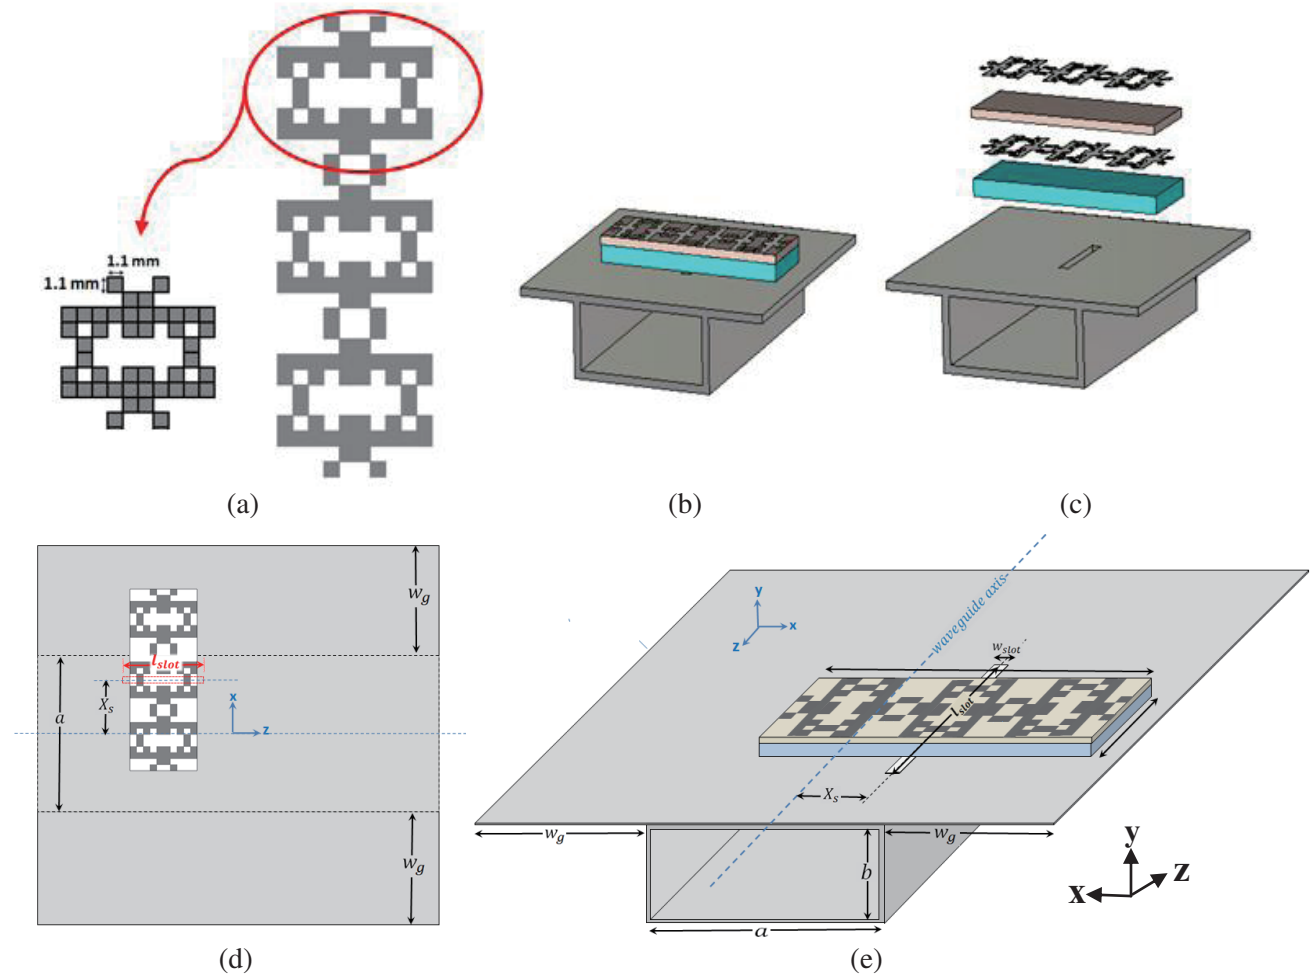 1.1 mm
1.1 mm
(a)
(b)
(c)
w_g
l_slot
x
X_s
a
z
w_g
(d)
waveguide axis
y
x
z
w_slot
l_slot
X_s
w_g
w_g
b
a
y
z
x
(e)